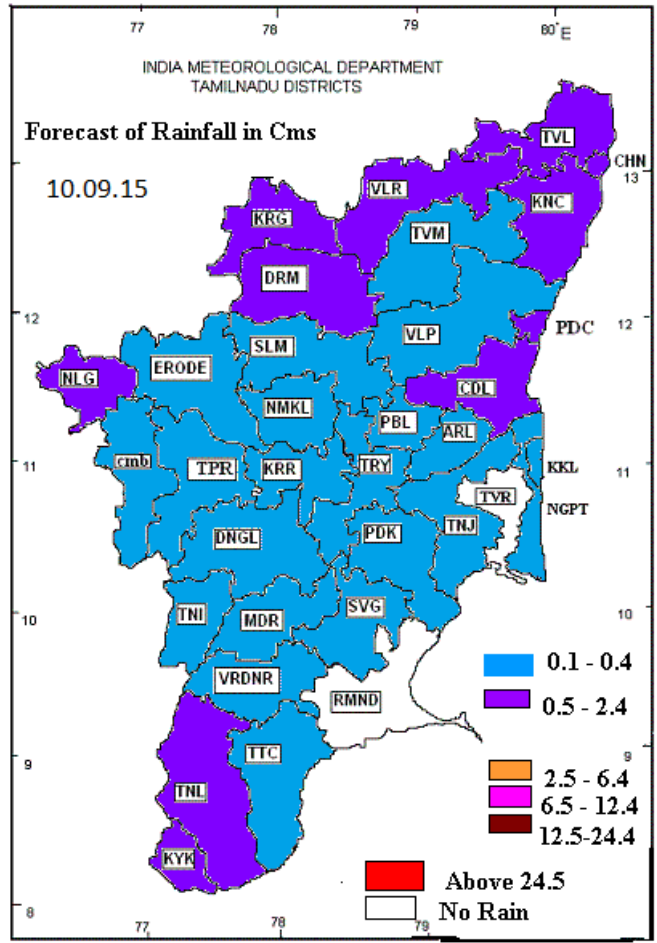 77 78 79 80°E
INDIA METEOROLOGICAL DEPARTMENT
TAMILNADU DISTRICTS
Forecast of Rainfall in Cms
10.09.15
TVL
CHN
13
VLR
KNC
KRG
TVM
DRM
12
12
PDC
VLP
SLM
ERODE
NLG
CDL
NMKL
PBL
ARL
11
cmb
TPR
KRR
TRY
11
KKL
TVR
NGPT
DNGL
PDK
TNJ
10
TNI
MDR
SVG
10
VRDNR
RMND
0.1 - 0.4
0.5 - 2.4
9
TTC
9
TNL
2.5 - 6.4
6.5 - 12.4
12.5-24.4
KYK
Above 24.5
No Rain
8
77 78 79